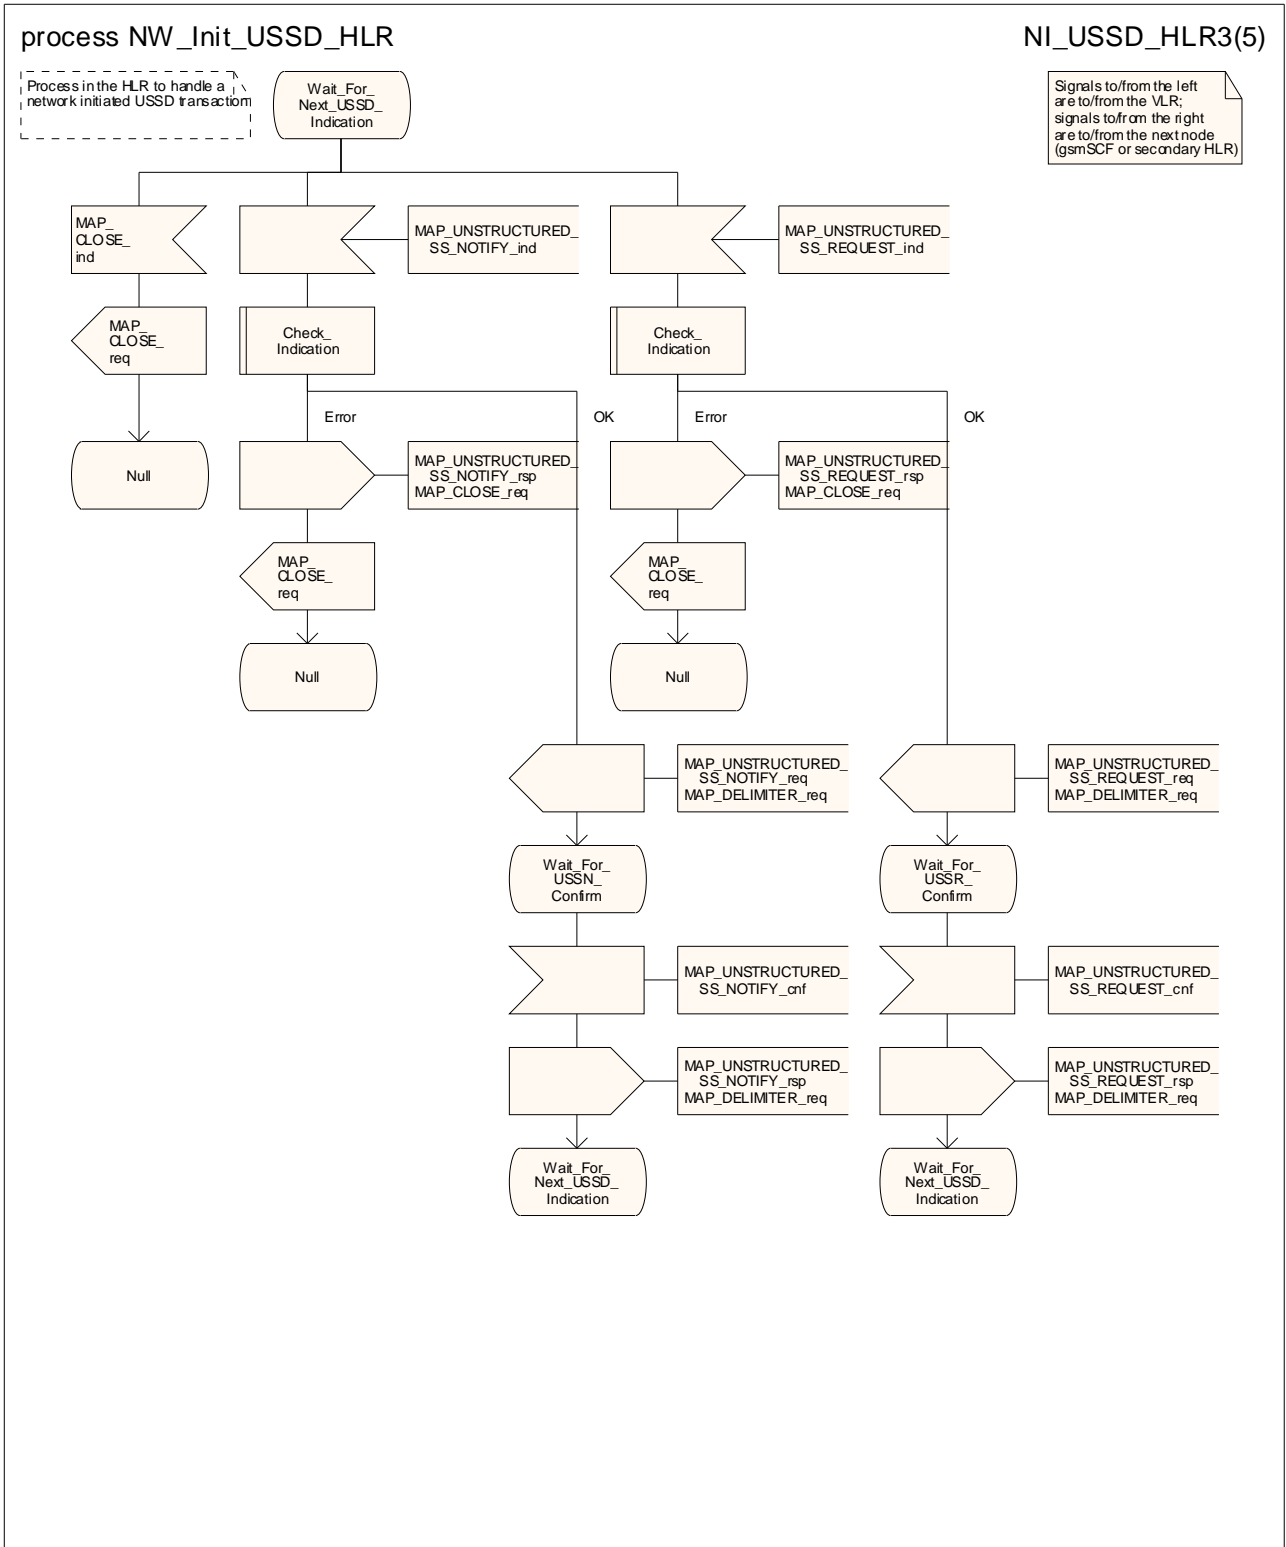 process NW_Init_USSD_HLR
NI_USSD_HLR3(5)
Process in the HLR to handle a
network initiated USSD transaction
Wait_For_
Next_USSD_
Indication
Signals to/from the left
are to/from the VLR;
signals to/from the right
are to/from the next node
(gsmSCF or secondary HLR)
MAP_
CLOSE_
ind
MAP_UNSTRUCTURED_
SS_NOTIFY_ind
MAP_UNSTRUCTURED_
SS_REQUEST_ind
MAP_
CLOSE_
req
Check_
Indication
Check_
Indication
Error
OK
Error
OK
Null
MAP_UNSTRUCTURED_
SS_NOTIFY_rsp
MAP_CLOSE_req
MAP_UNSTRUCTURED_
SS_REQUEST_rsp
MAP_CLOSE_req
MAP_
CLOSE_
req
MAP_
CLOSE_
req
Null
Null
MAP_UNSTRUCTURED_
SS_NOTIFY_req
MAP_DELIMITER_req
MAP_UNSTRUCTURED_
SS_REQUEST_req
MAP_DELIMITER_req
Wait_For_
USSN_
Confirm
Wait_For_
USSR_
Confirm
MAP_UNSTRUCTURED_
SS_NOTIFY_cnf
MAP_UNSTRUCTURED_
SS_REQUEST_cnf
MAP_UNSTRUCTURED_
SS_NOTIFY_rsp
MAP_DELIMITER_req
MAP_UNSTRUCTURED_
SS_REQUEST_rsp
MAP_DELIMITER_req
Wait_For_
Next_USSD_
Indication
Wait_For_
Next_USSD_
Indication